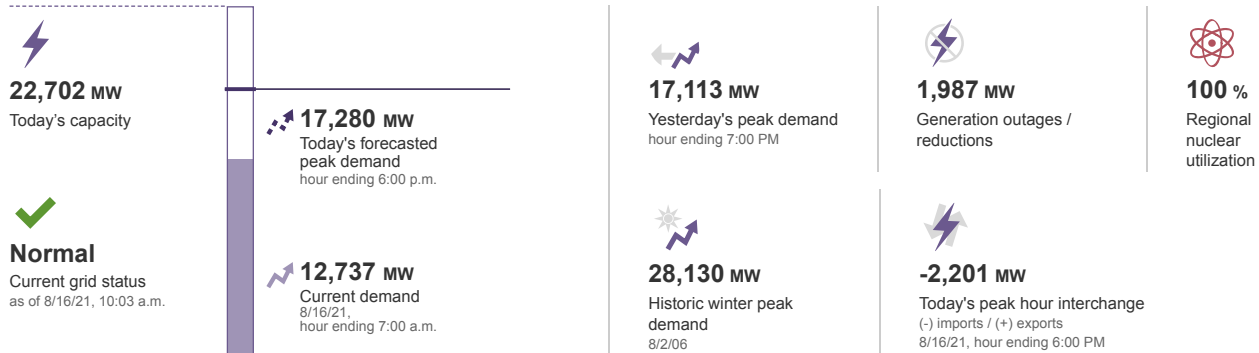 22,702 MW
Today's capacity
Normal
Current grid status
as of 8/16/21, 10:03 a.m.
17,280 MW
Today's forecasted
peak demand
hour ending 6:00 p.m.
12,737 MW
Current demand
8/16/21,
hour ending 7:00 a.m.
17,113 MW
Yesterday's peak demand
hour ending 7:00 PM
1,987 MW
Generation outages /
reductions
100 %
Regional
nuclear
utilization
28,130 MW
Historic winter peak
demand
8/2/06
-2,201 MW
Today's peak hour interchange
(-) imports / (+) exports
8/16/21, hour ending 6:00 PM